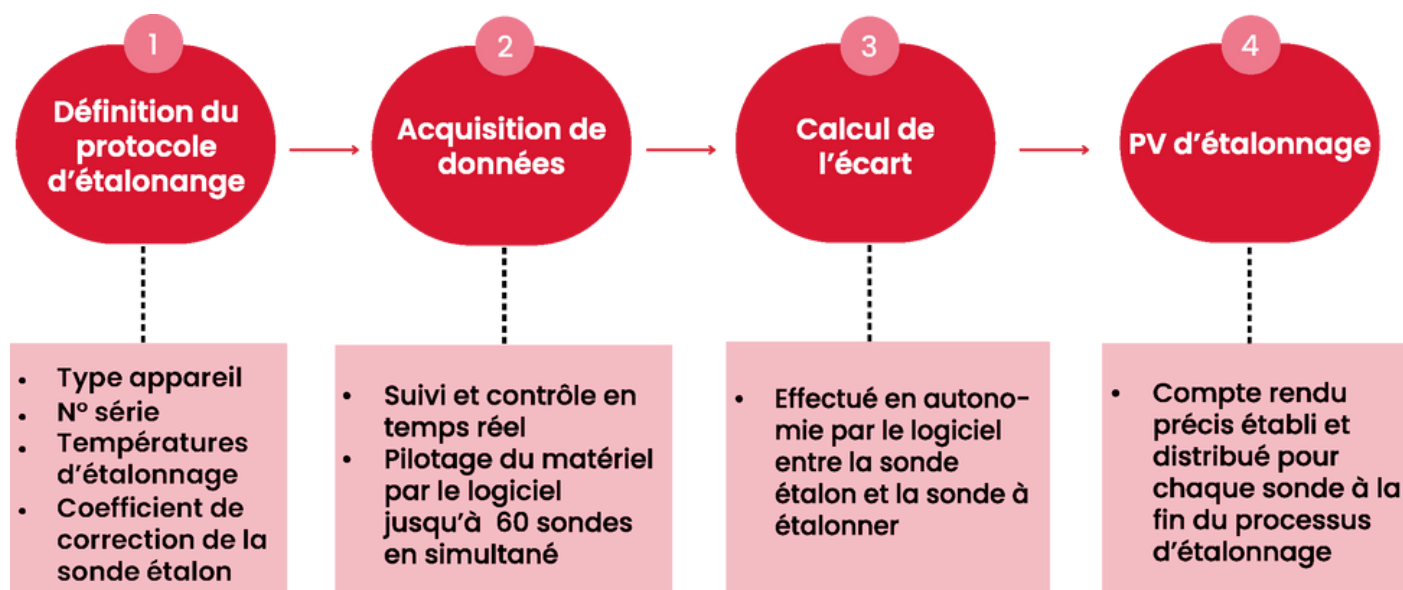 1
Définition du
protocole
d'étalonange
2
Acquisition de
données
3
Calcul de
l'écart
4
PV d'étalonnage
• Type appareil
• N° série
• Températures
d'étalonnage
• Coefficient de
correction de la
sonde étalon
• Suivi et contrôle en
temps réel
• Pilotage du matériel
par le logiciel
jusqu'à 60 sondes
en simultané
• Effectué en autono-
mie par le logiciel
entre la sonde
étalon et la sonde à
étalonner
• Compte rendu
précis établi et
distribué pour
chaque sonde à la
fin du processus
d'étalonnage